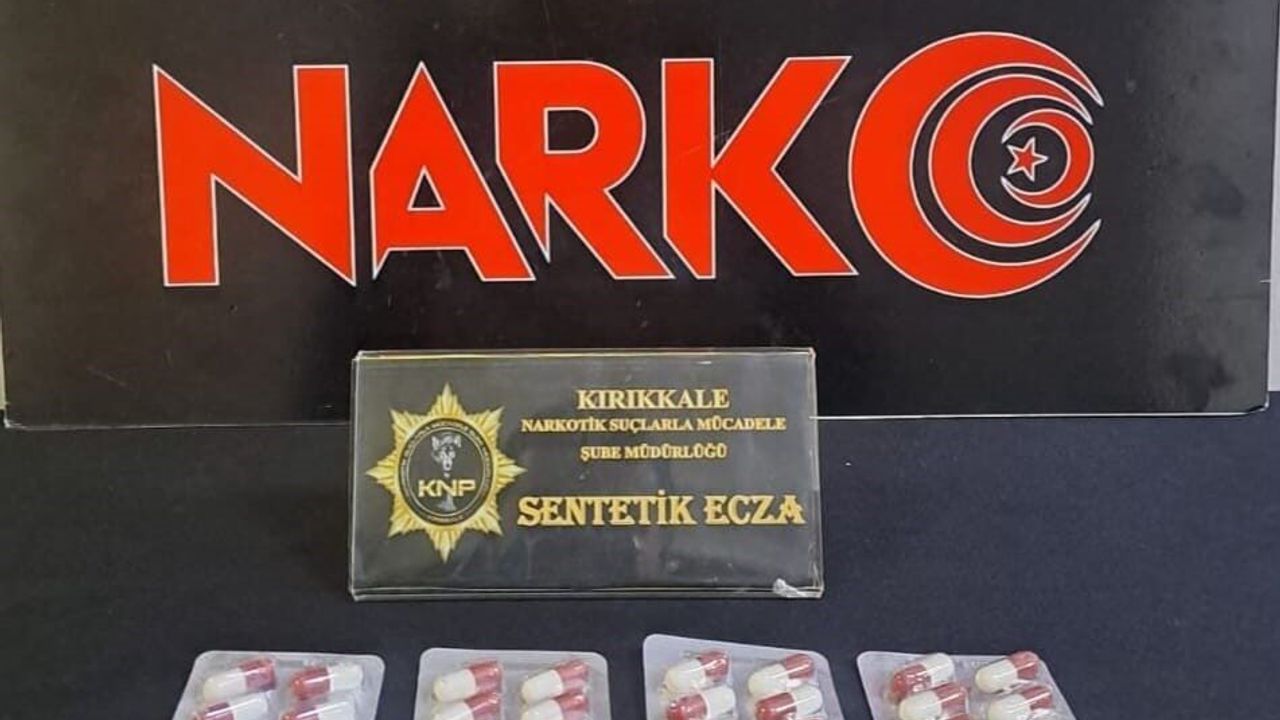 NARKO
KIRIKKALE
NARKOTİK SUÇLARLA MÜCADELE
ŞUBE MÜDÜRLÜĞÜ
KNP
SENTETİK ECZA